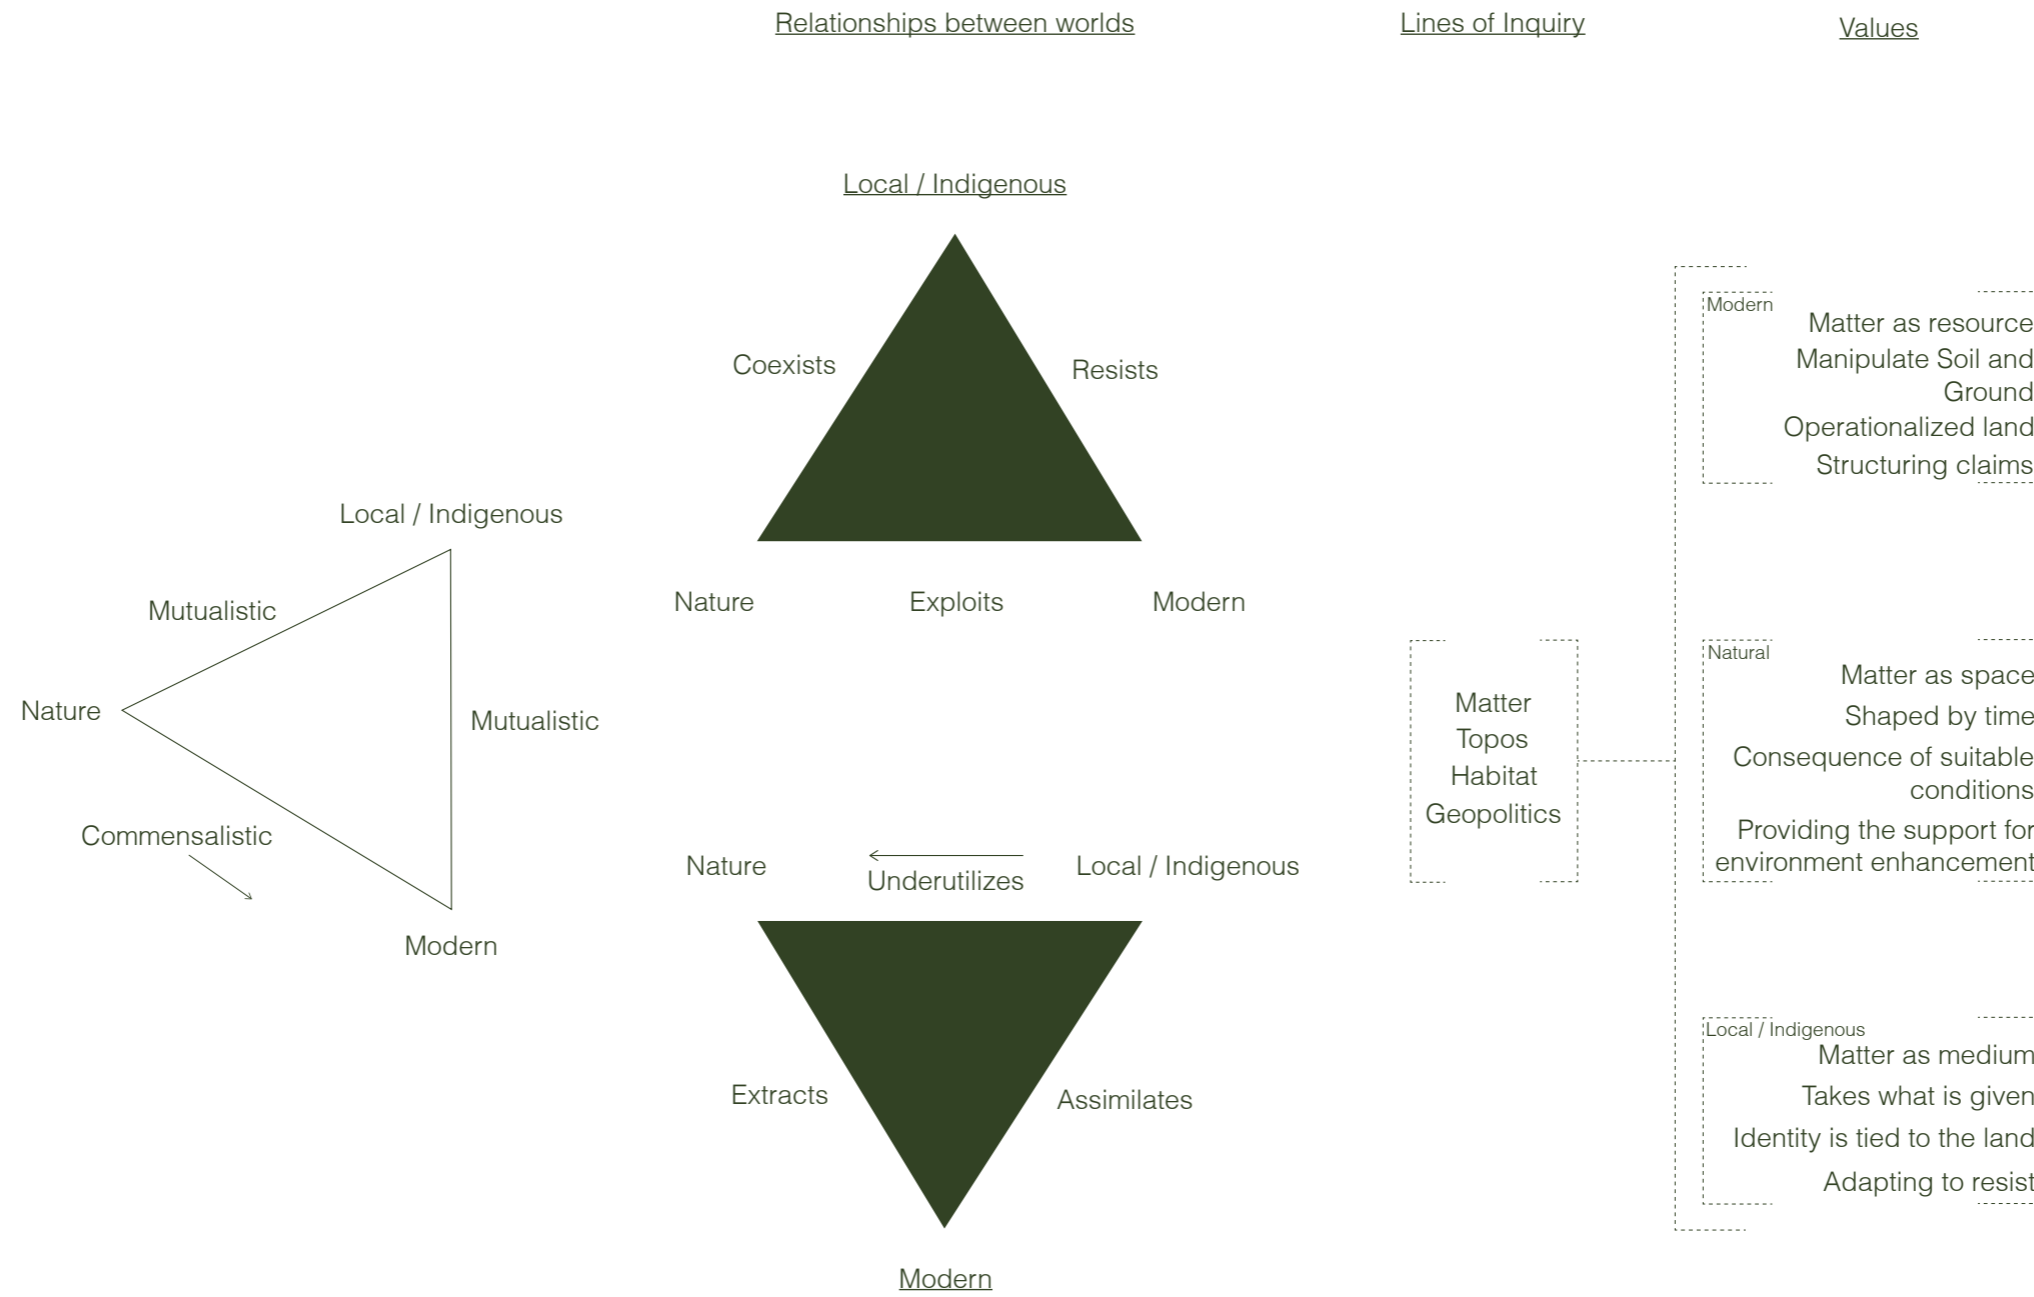 Relationships between worlds
Lines of Inquiry
Values
Local / Indigenous
Coexists
Resists
Nature
Exploits
Modern
Local / Indigenous
Mutualistic
Nature
Mutualistic
Commensalistic
Modern
Nature
Underutilizes
Local / Indigenous
Extracts
Assimilates
Modern
Matter
Topos
Habitat
Geopolitics
Modern
Matter as resource
Manipulate Soil and
Ground
Operationalized land
Structuring claims
Natural
Matter as space
Shaped by time
Consequence of suitable
conditions
Providing the support for
environment enhancement
Local / Indigenous
Matter as medium
Takes what is given
Identity is tied to the land
Adapting to resist